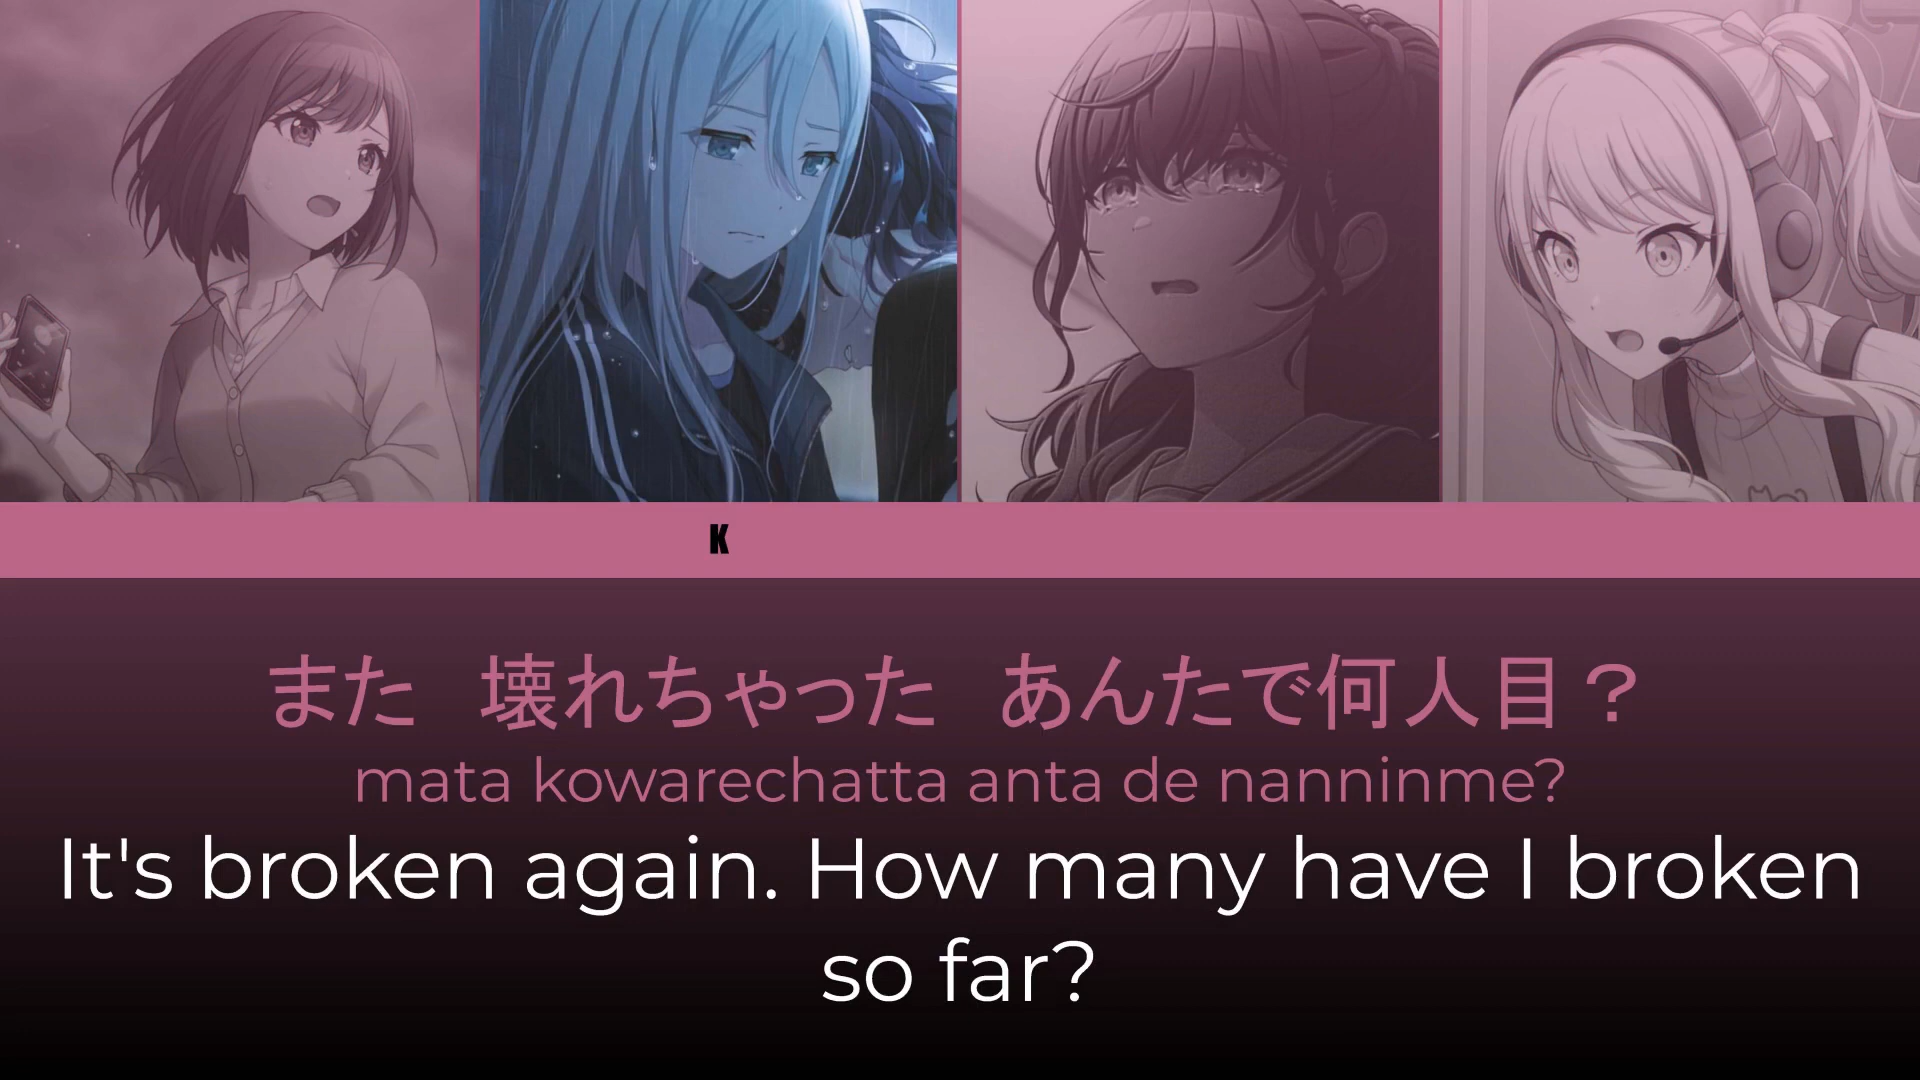 K
また　壊れちゃった　あんたで何人目？
mata kowarechatta anta de nanninme?
It's broken again. How many have I broken
so far?